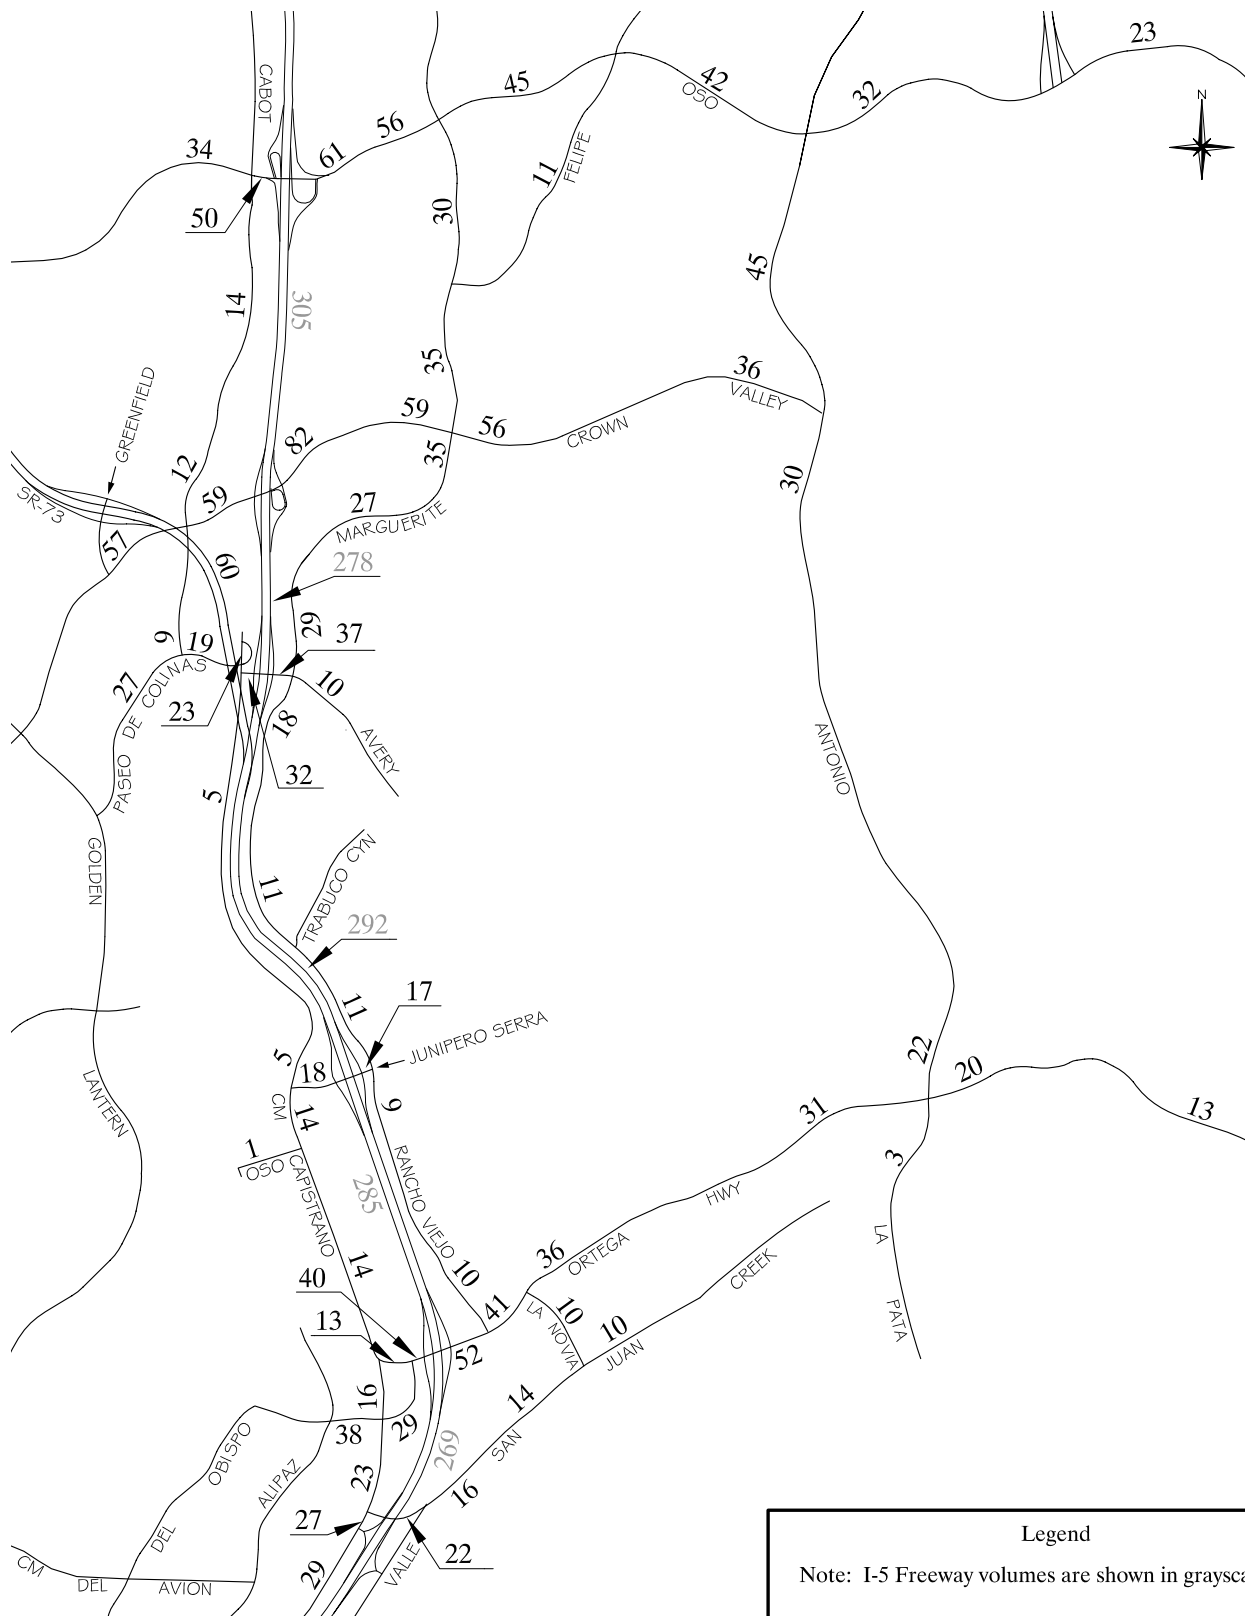 23
42
OSO
45
32
CABOT
N
56
34
61
11
FELIPE
50
30
45
14
305
35
36
VALLEY
GREENFIELD
59
56
82
CROWN
35
12
30
59
27
SR-73
MARGUERITE
57
60
278
29
37
9
19
27
PASEO DE COLINAS
10
23
18
AVERY
ANTONIO
32
5
GOLDEN
TRABUCO CYN
11
292
17
11
JUNIPERO SERRA
22
5
18
20
LANTERN
CM
14
9
31
13
1
OSO
CAPISTRANO
RANCHO VIEJO
3
285
HWY
LA
36
ORTEGA
14
10
CREEK
40
41
LA NOVIA
10
10
PATA
13
52
JUAN
16
14
38
29
269
OBISPO
SAN
23
ALIPAZ
16
27
DEL
22
Legend
CM
DEL
AVION
29
VALLE
Note: I-5 Freeway volumes are shown in graysca